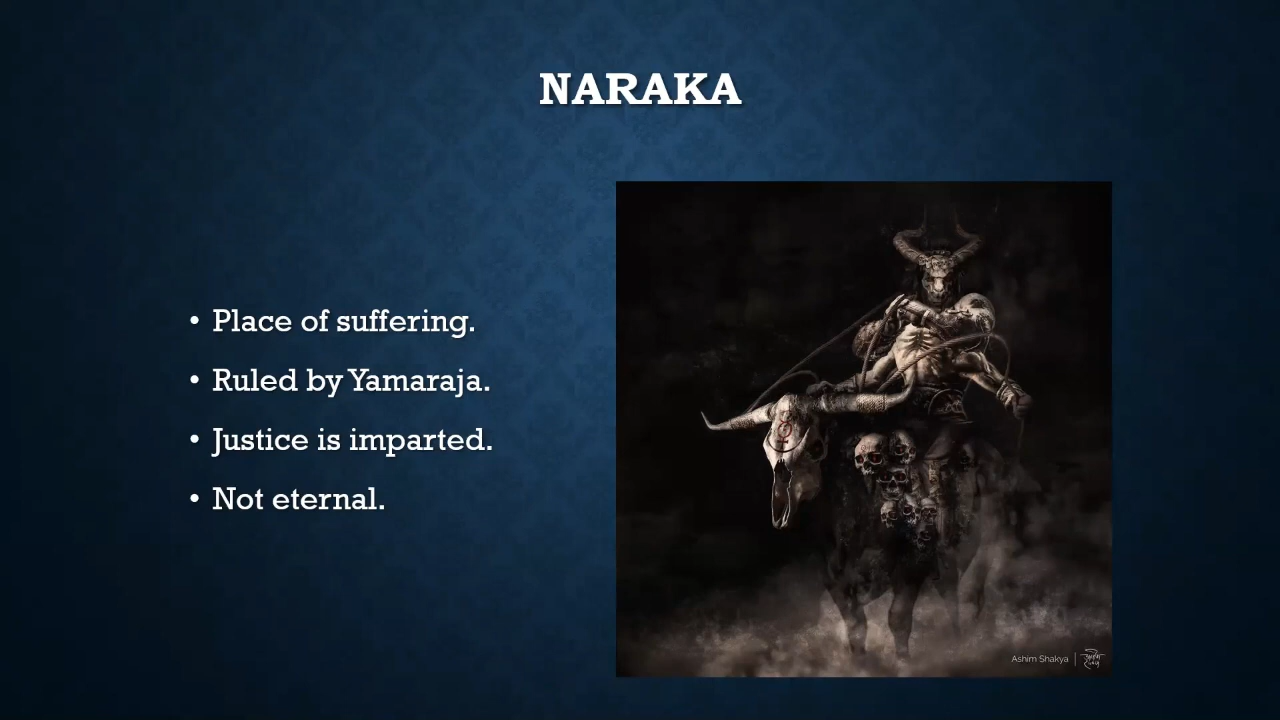 NARAKA
• Place of suffering.
• Ruled by Yamaraja.
• Justice is imparted.
• Not eternal.
Ashim Shakya